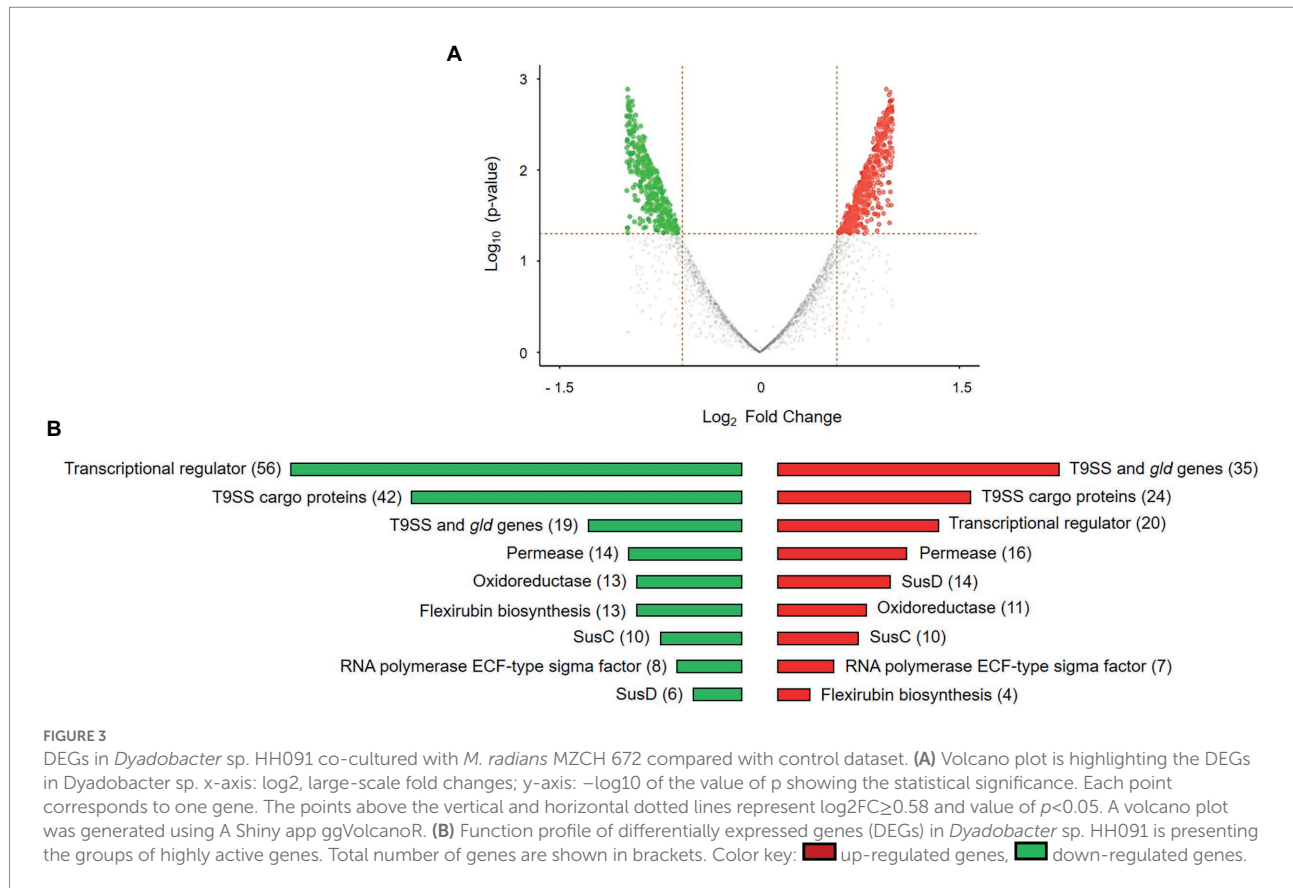 A
3
2
1
0
Log₁₀ (p-value)
- 1.5
0
1.5
Log₂ Fold Change
B
Transcriptional regulator (56)
T9SS cargo proteins (42)
T9SS and gld genes (19)
Permease (14)
Oxidoreductase (13)
Flexirubin biosynthesis (13)
SusC (10)
RNA polymerase ECF-type sigma factor (8)
SusD (6)
T9SS and gld genes (35)
T9SS cargo proteins (24)
Transcriptional regulator (20)
Permease (16)
SusD (14)
Oxidoreductase (11)
SusC (10)
RNA polymerase ECF-type sigma factor (7)
Flexirubin biosynthesis (4)
FIGURE 3
DEGs in Dyadobacter sp. HH091 co-cultured with M. radians MZCH 672 compared with control dataset. (A) Volcano plot is highlighting the DEGs
in Dyadobacter sp. x-axis: log2, large-scale fold changes; y-axis: −log10 of the value of p showing the statistical significance. Each point
corresponds to one gene. The points above the vertical and horizontal dotted lines represent log2FC≥0.58 and value of p<0.05. A volcano plot
was generated using A Shiny app ggVolcanoR. (B) Function profile of differentially expressed genes (DEGs) in Dyadobacter sp. HH091 is presenting
the groups of highly active genes. Total number of genes are shown in brackets. Color key: up-regulated genes, down-regulated genes.